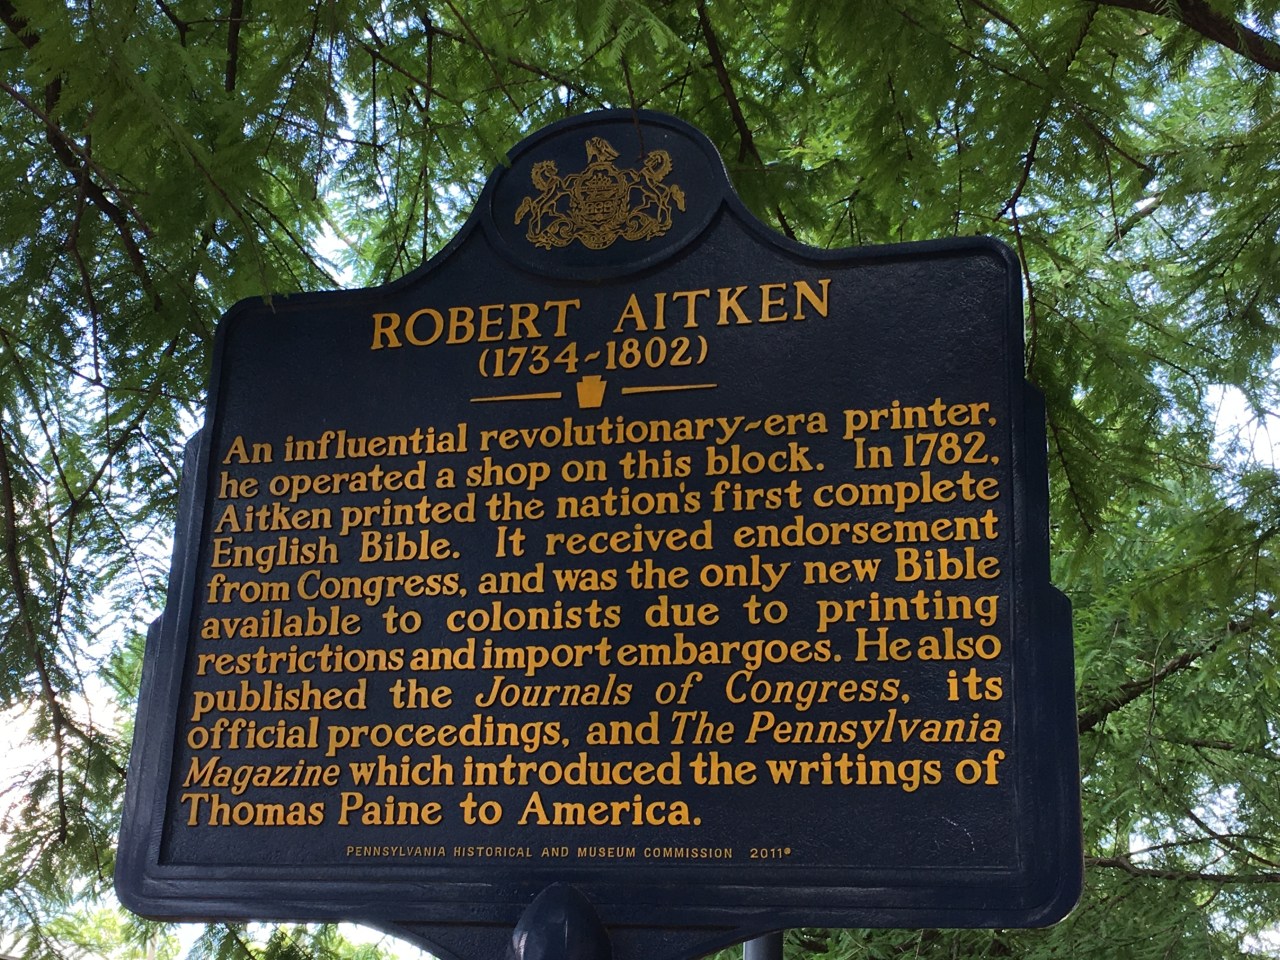 ROBERT AITKEN
(1734-1802)
An influential revolutionary-era printer,
he operated a shop on this block. In 1782,
Aitken printed the nation's first complete
English Bible. It received endorsement
from Congress, and was the only new Bible
available to colonists due to printing
restrictions and import embargoes. He also
published the Journals of Congress, its
official proceedings, and The Pennsylvania
Magazine which introduced the writings of
Thomas Paine to America.
PENNSYLVANIA HISTORICAL AND MUSEUM COMMISSION 2011